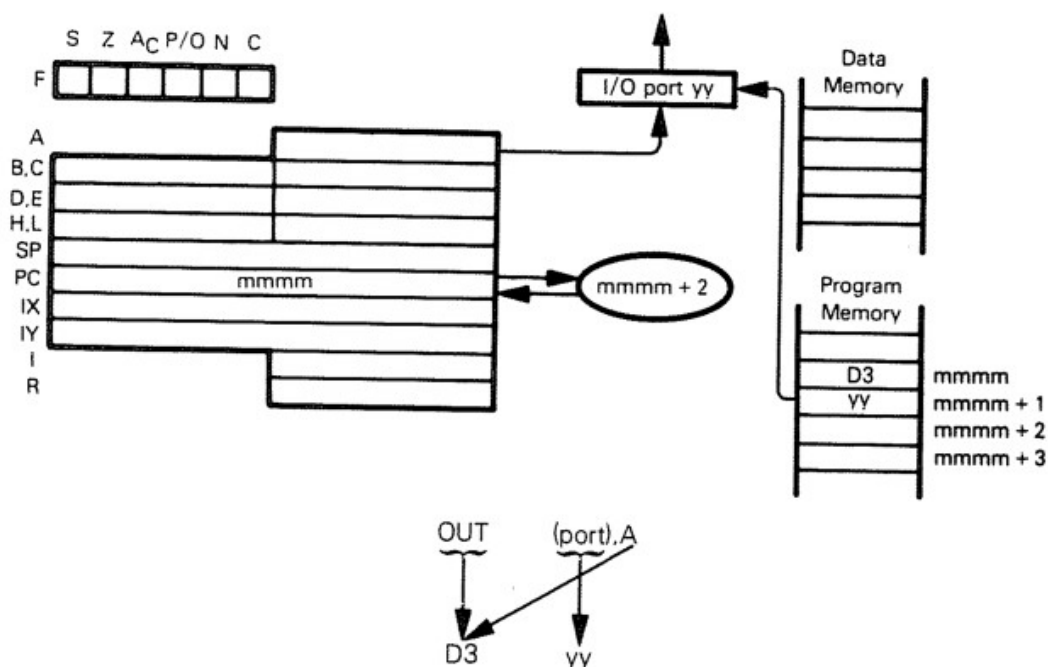 S Z AC P/O N C
F
A
B,C
D,E
H,L
SP
PC mmmm
IX
IY
I
R
mmmm + 2
I/O port yy
Data
Memory
Program
Memory
D3 mmmm
yy mmmm + 1
mmmm + 2
mmmm + 3
OUT (port),A
D3 yy